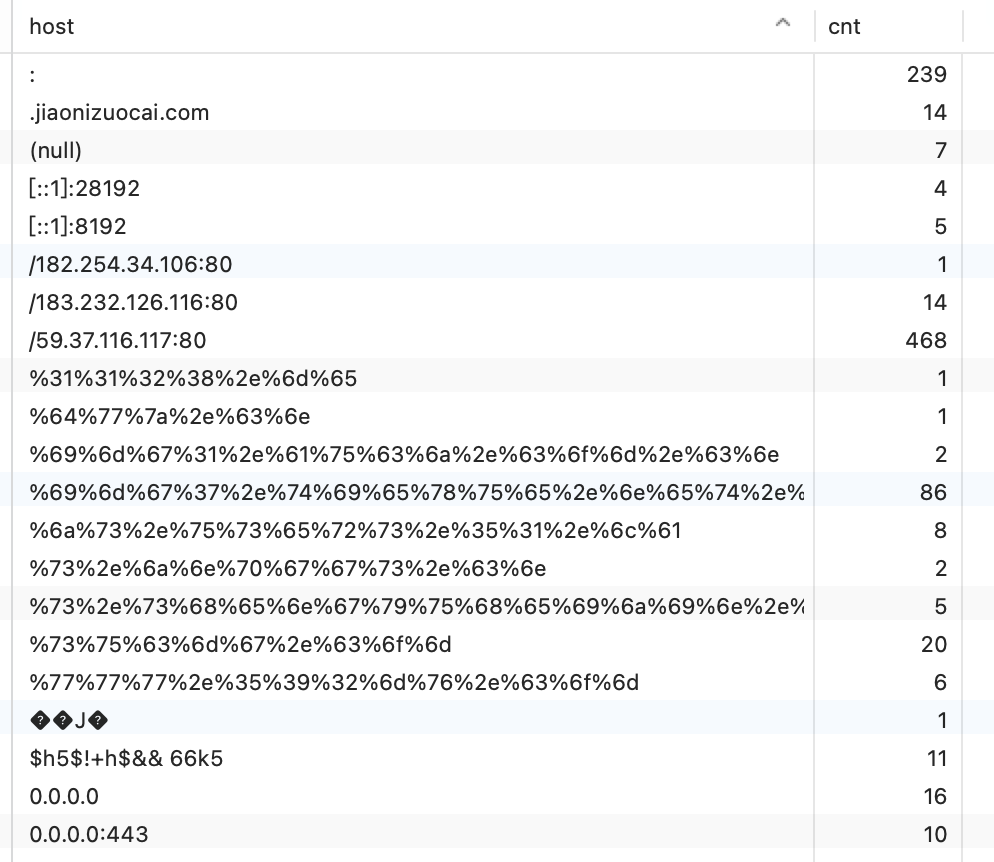 host cnt
: 239
.jiaonizuocai.com 14
(null) 7
[::1]:28192 4
[::1]:8192 5
/182.254.34.106:80 1
/183.232.126.116:80 14
/59.37.116.117:80 468
%31%31%32%38%2e%6d%65 1
%64%77%7a%2e%63%6e 1
%69%6d%67%31%2e%61%75%63%6a%2e%63%6f%6d%2e%63%6e 2
%69%6d%67%37%2e%74%69%65%78%75%65%2e%6e%65%74%2e% 86
%6a%73%2e%75%73%65%72%73%2e%35%31%2e%6c%61 8
%73%2e%6a%6e%70%67%67%73%2e%63%6e 2
%73%2e%73%68%65%6e%67%79%75%68%65%69%6a%69%6e%2e% 5
%73%75%63%6d%67%2e%63%6f%6d 20
%77%77%77%2e%35%39%32%6d%76%2e%63%6f%6d 6
��J� 1
$h5$!+h$&& 66k5 11
0.0.0.0 16
0.0.0.0:443 10